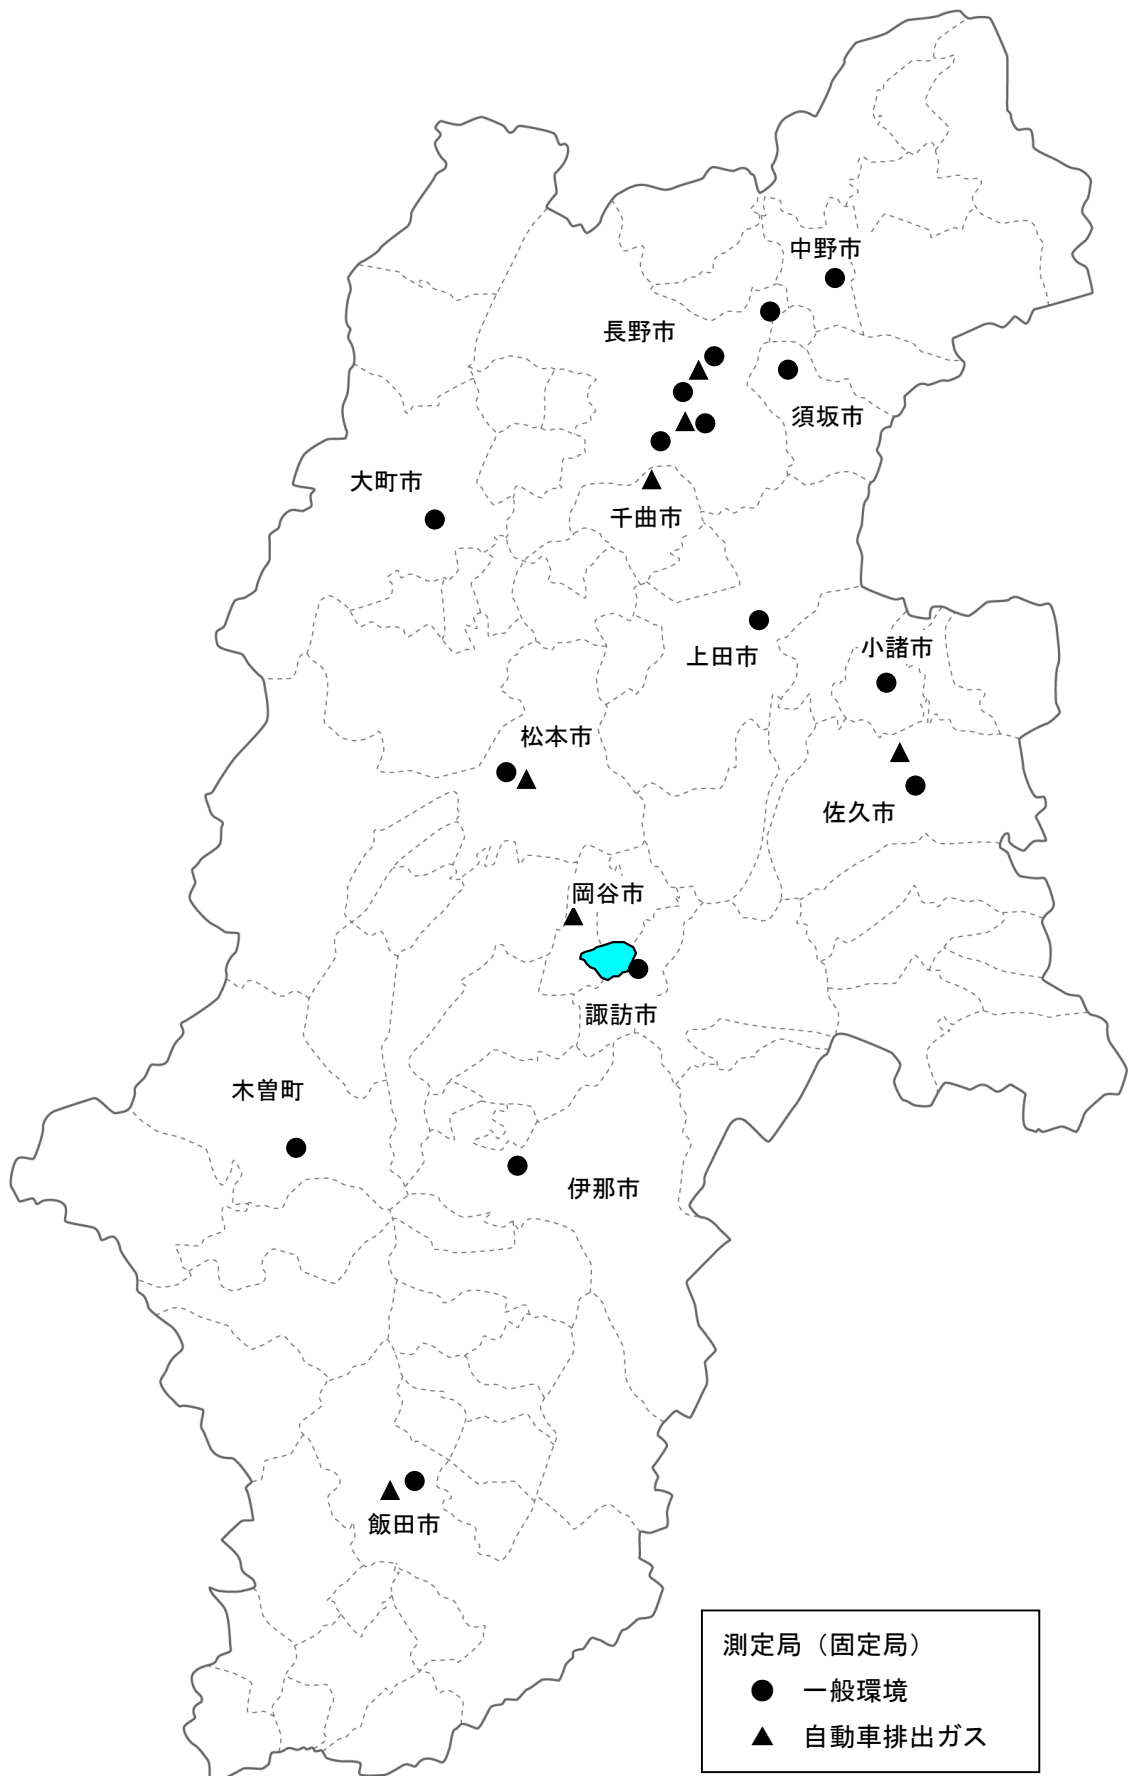 中野市
長野市
須坂市
大町市
千曲市
上田市
小諸市
松本市
佐久市
岡谷市
諏訪市
木曽町
伊那市
飯田市
測定局（固定局）
一般環境
自動車排出ガス